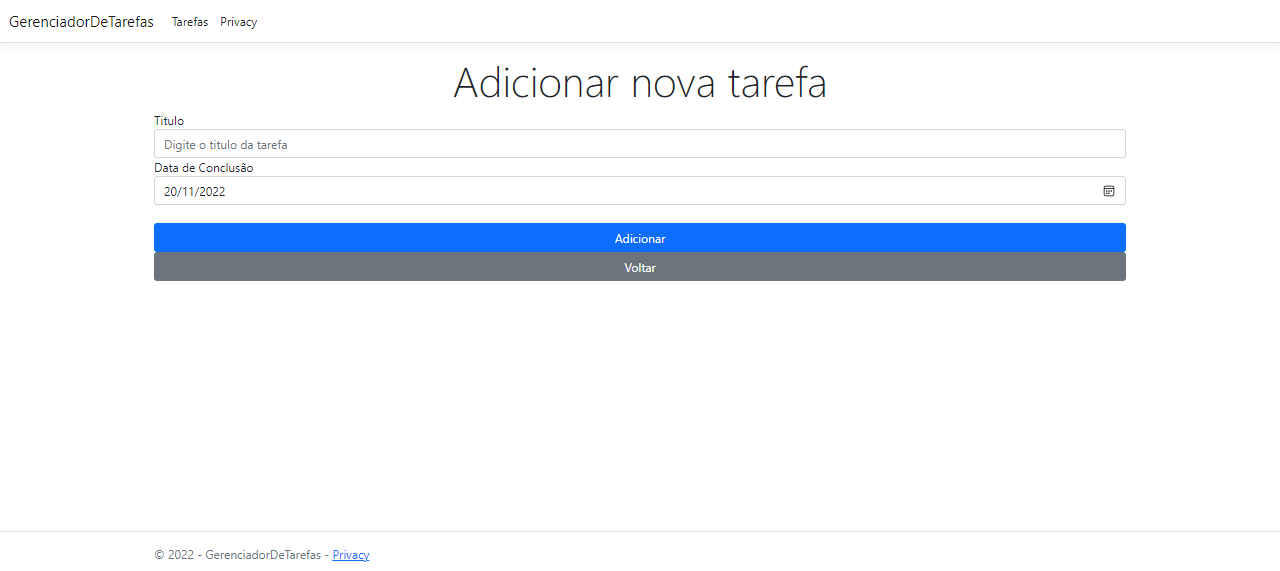 GerenciadorDeTarefas Tarefas Privacy
Adicionar nova tarefa
Titulo
Digite o titulo da tarefa
Data de Conclusão
20/11/2022
Adicionar
Voltar
© 2022 - GerenciadorDeTarefas - Privacy